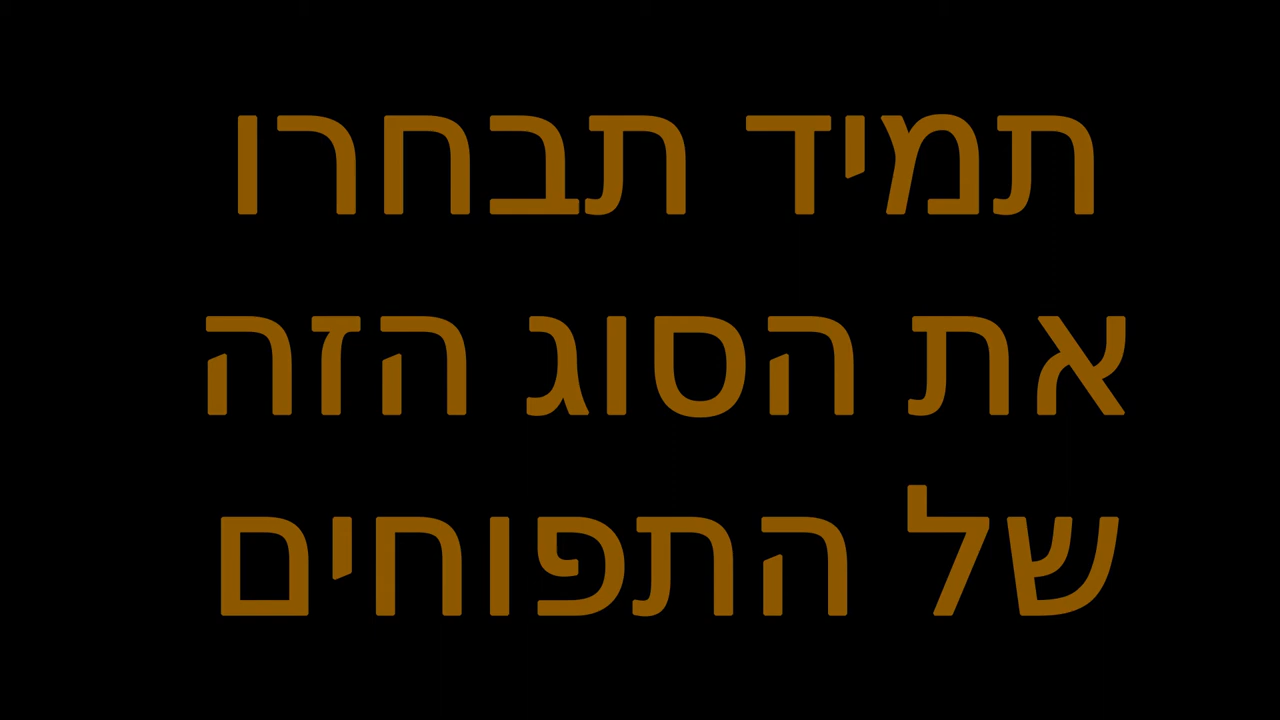 תמיד תבחרו
את הסוג הזה
של התפוחים